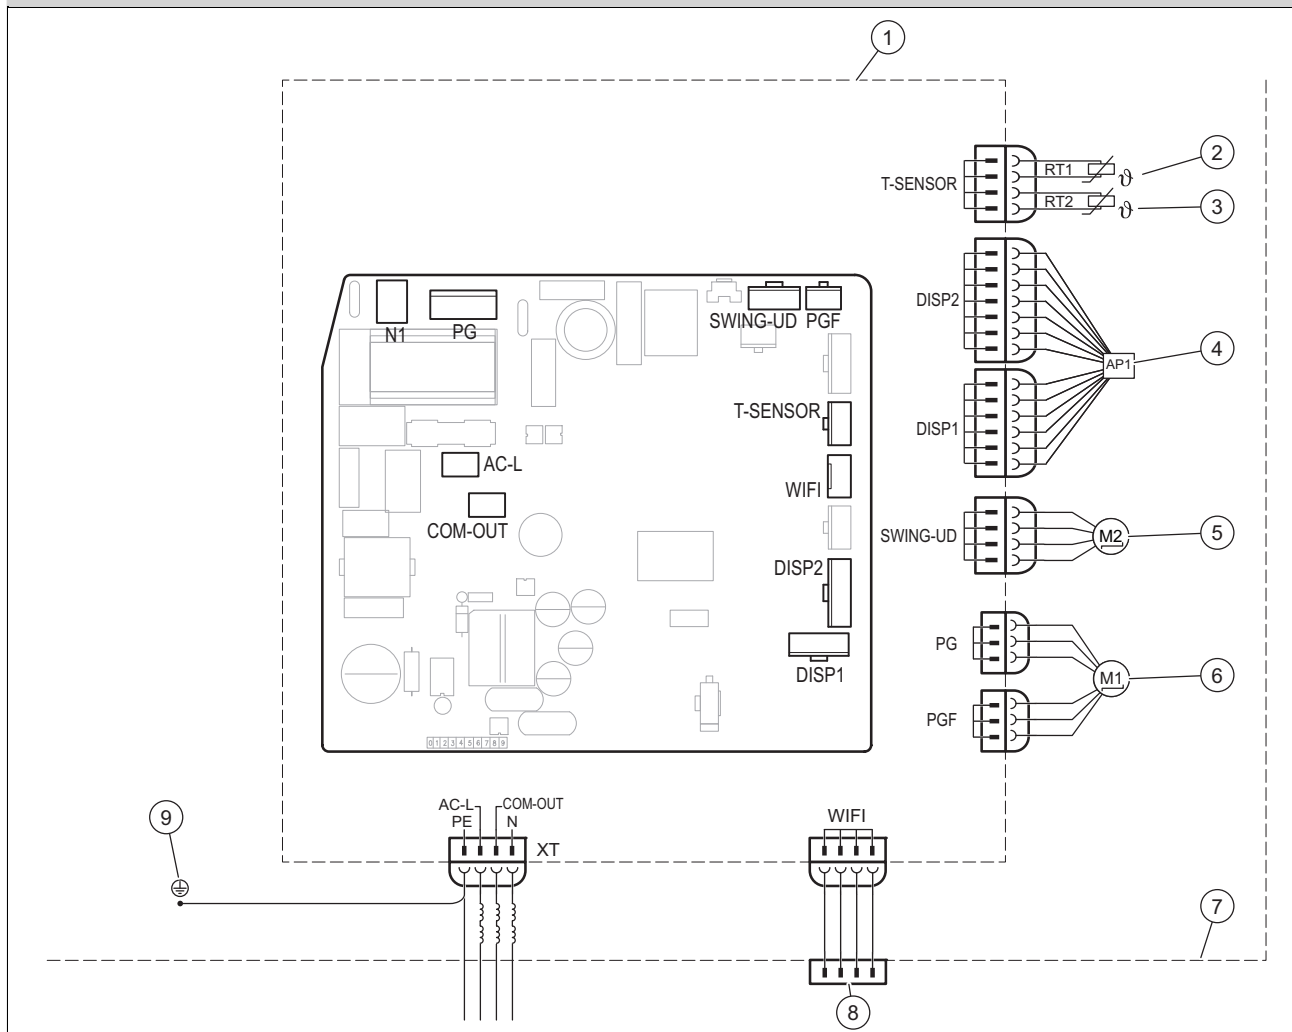 1
T-SENSOR
RT1
ϑ
2
RT2
ϑ
3
DISP2
AP1
4
DISP1
SWING-UD
M2
5
PG
M1
6
PGF
N1
PG
SWING-UD
PGF
T-SENSOR
AC-L
WIFI
COM-OUT
DISP2
DISP1
0 1 2 3 4 5 6 7 8 9
AC-L
COM-OUT
PE
N
XT
WIFI
9
7
8